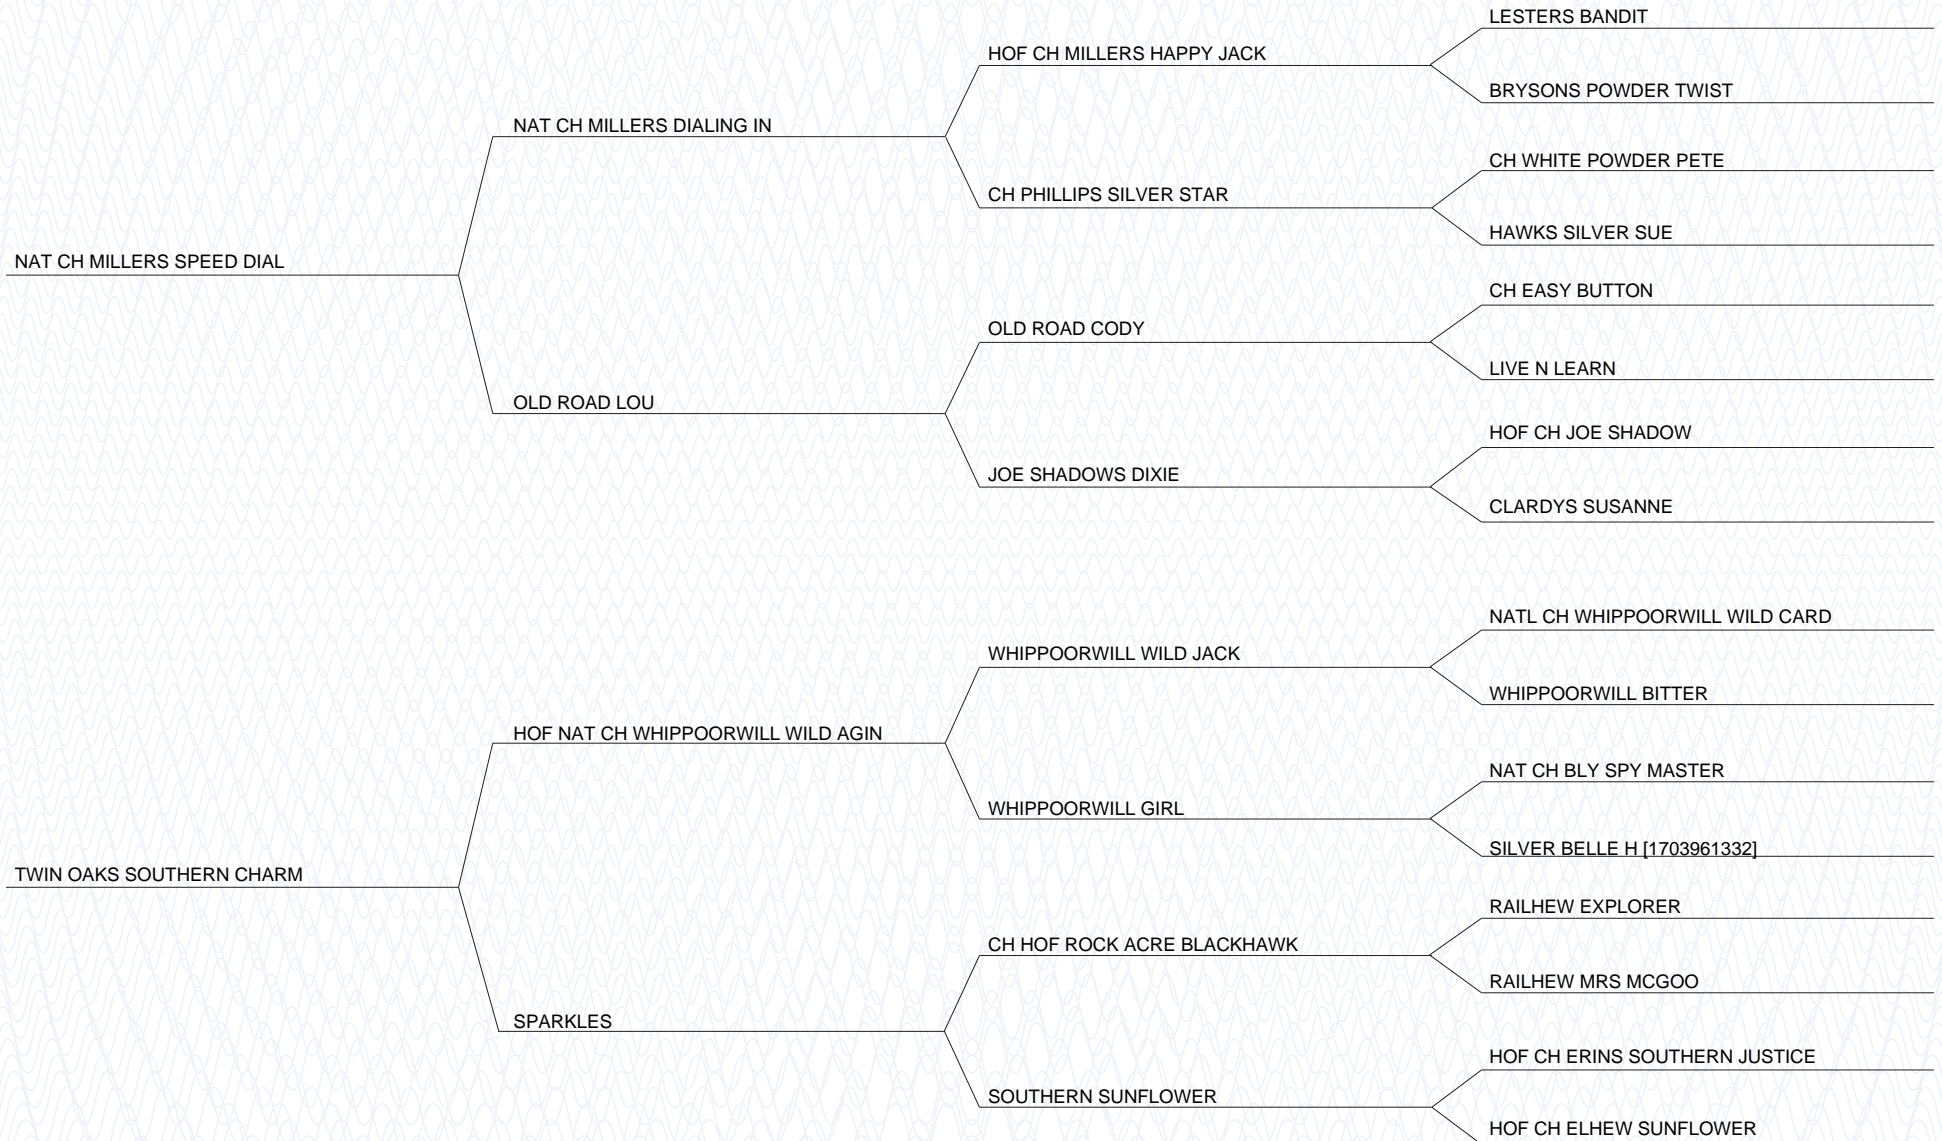 LESTERS BANDIT
HOF CH MILLERS HAPPY JACK
BRYSONS POWDER TWIST
NAT CH MILLERS DIALING IN
CH WHITE POWDER PETE
CH PHILLIPS SILVER STAR
HAWKS SILVER SUE
NAT CH MILLERS SPEED DIAL
CH EASY BUTTON
OLD ROAD CODY
LIVE N LEARN
OLD ROAD LOU
HOF CH JOE SHADOW
JOE SHADOWS DIXIE
CLARDYS SUSANNE
NATL CH WHIPPOORWILL WILD CARD
WHIPPOORWILL WILD JACK
WHIPPOORWILL BITTER
HOF NAT CH WHIPPOORWILL WILD AGIN
NAT CH BLY SPY MASTER
WHIPPOORWILL GIRL
SILVER BELLE H [1703961332]
TWIN OAKS SOUTHERN CHARM
RAILHEW EXPLORER
CH HOF ROCK ACRE BLACKHAWK
RAILHEW MRS MCGOO
SPARKLES
HOF CH ERINS SOUTHERN JUSTICE
SOUTHERN SUNFLOWER
HOF CH ELHEW SUNFLOWER